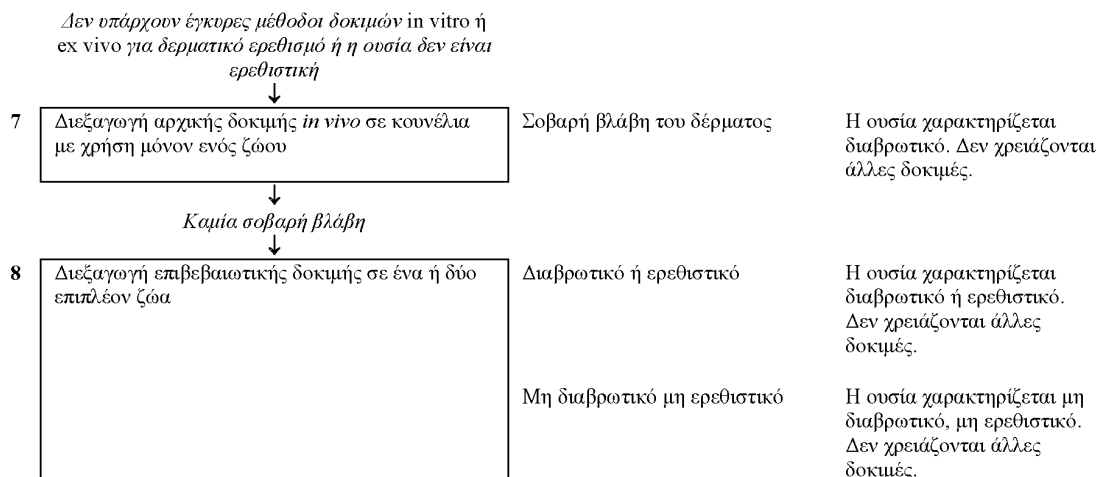 Δεν υπάρχουν έγκυρες μέθοδοι δοκιμών in vitro ή
ex vivo για δερματικό ερεθισμό ή η ουσία δεν είναι
ερεθιστική
↓
7 Διεξαγωγή αρχικής δοκιμής in vivo σε κουνέλια
με χρήση μόνον ενός ζώου
Σοβαρή βλάβη του δέρματος
Η ουσία χαρακτηρίζεται
διαβρωτικό. Δεν χρειάζονται
άλλες δοκιμές.
↓
Καμία σοβαρή βλάβη
↓
8 Διεξαγωγή επιβεβαιωτικής δοκιμής σε ένα ή δύο
επιπλέον ζώα
Διαβρωτικό ή ερεθιστικό
Η ουσία χαρακτηρίζεται
διαβρωτικό ή ερεθιστικό.
Δεν χρειάζονται άλλες
δοκιμές.
Μη διαβρωτικό μη ερεθιστικό
Η ουσία χαρακτηρίζεται μη
διαβρωτικό, μη ερεθιστικό.
Δεν χρειάζονται άλλες
δοκιμές.